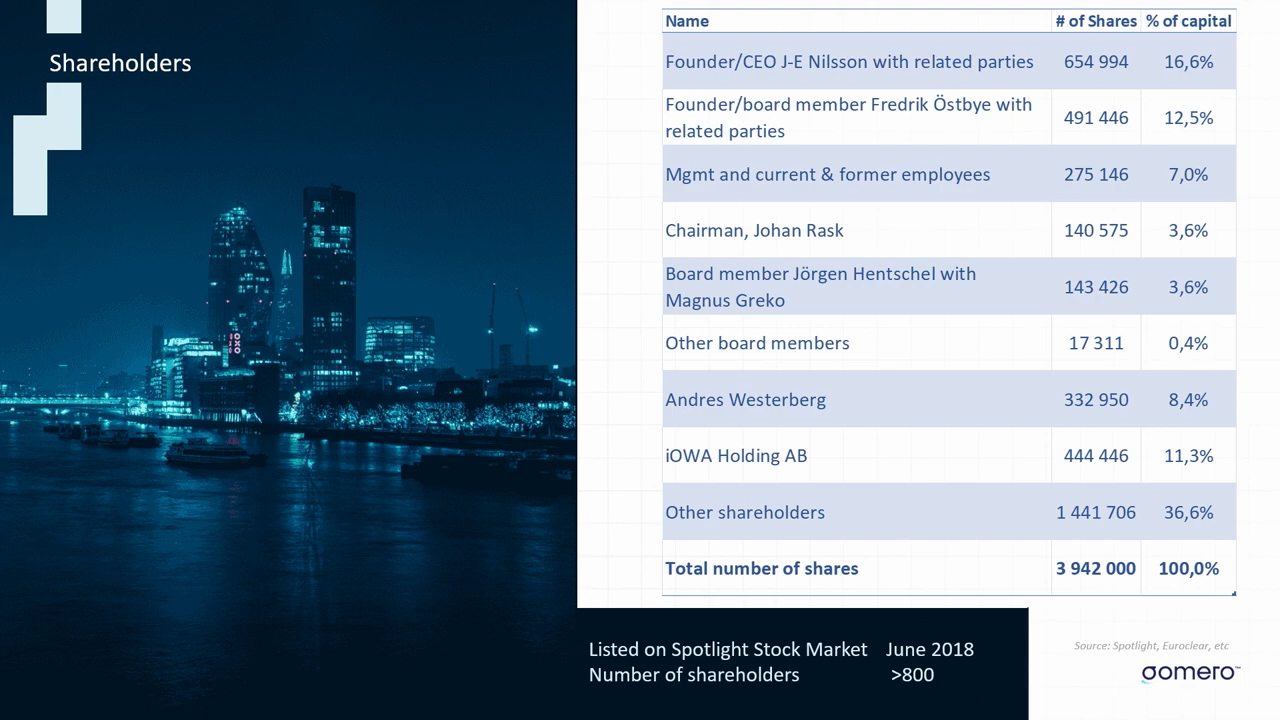 Shareholders
Name # of Shares % of capital
Founder/CEO J-E Nilsson with related parties 654 994 16,6%
Founder/board member Fredrik Östbye with
related parties 491 446 12,5%
Mgmt and current & former employees 275 146 7,0%
Chairman, Johan Rask 140 575 3,6%
Board member Jörgen Hentschel with
Magnus Greko 143 426 3,6%
Other board members 17 311 0,4%
Andres Westerberg 332 950 8,4%
iOWA Holding AB 444 446 11,3%
Other shareholders 1 441 706 36,6%
Total number of shares 3 942 000 100,0%
Listed on Spotlight Stock Market June 2018
Number of shareholders >800
Source: Spotlight, Euroclear, etc
gomero™
OXO